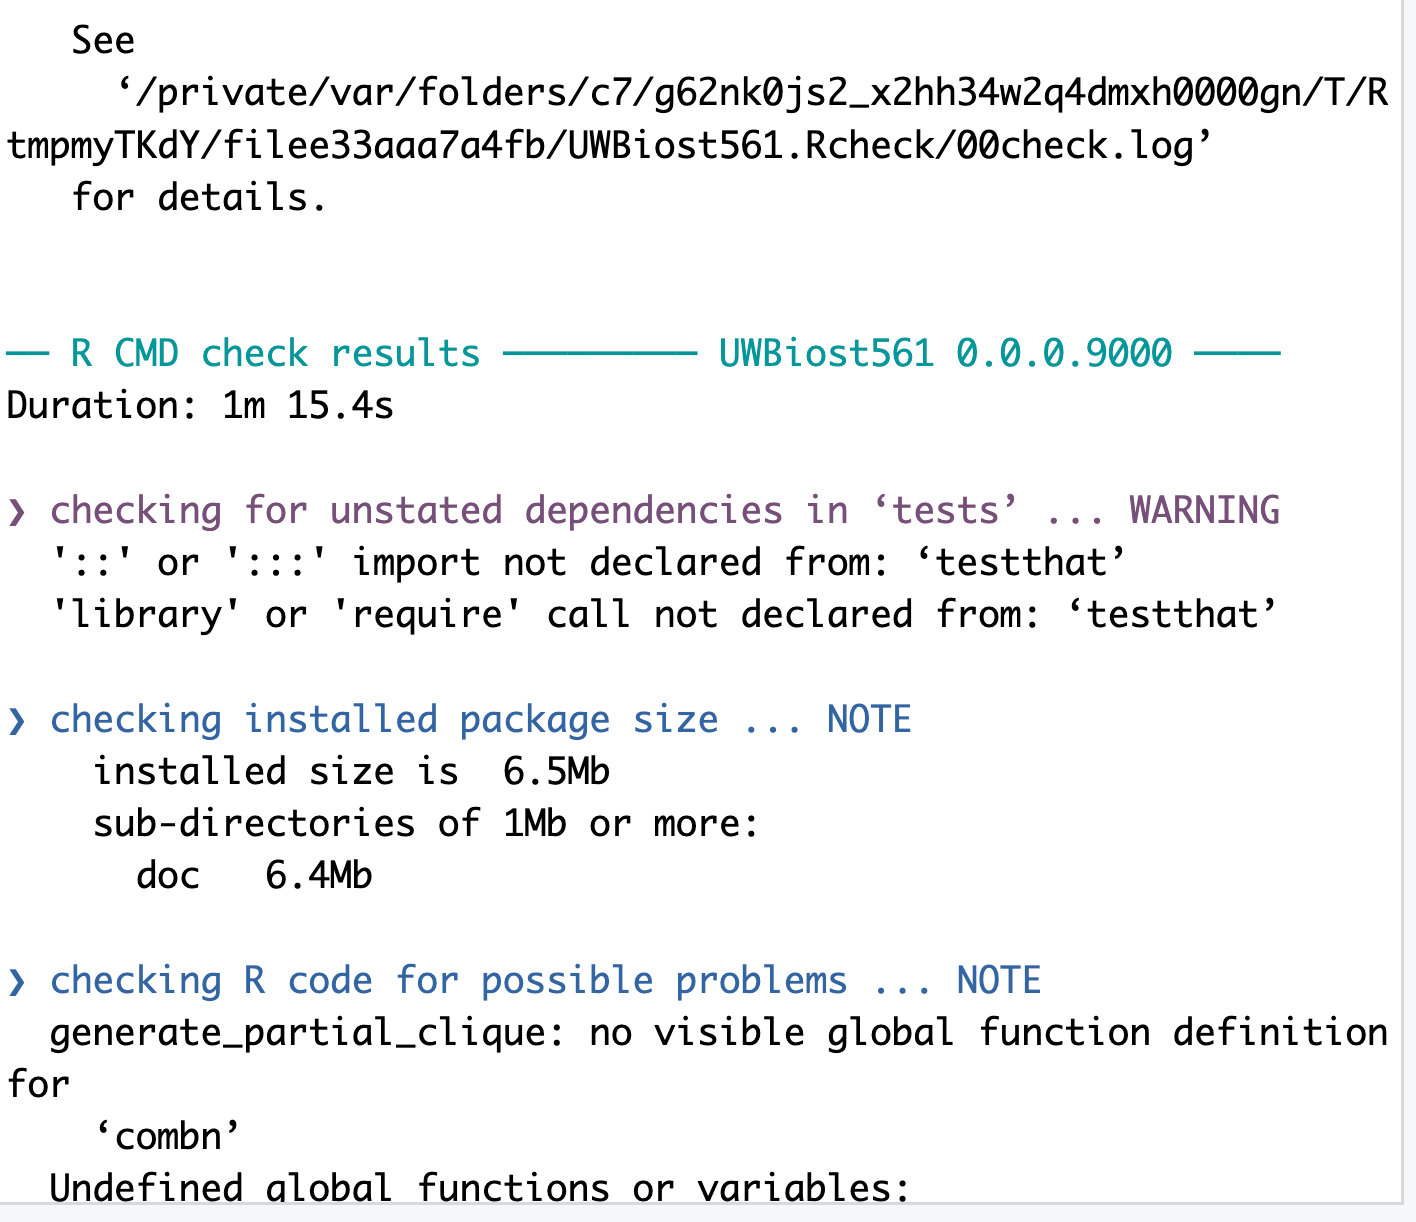 See
‘/private/var/folders/c7/g62nk0js2_x2hh34w2q4dmxh0000gn/T/R
tmpmyTKdY/filee33aaa7a4fb/UWBiost561.Rcheck/00check.log’
for details.
── R CMD check results ───────── UWBiost561 0.0.0.9000 ────
Duration: 1m 15.4s
❯ checking for unstated dependencies in ‘tests’ ... WARNING
'::' or ':::' import not declared from: ‘testthat’
'library' or 'require' call not declared from: ‘testthat’
❯ checking installed package size ... NOTE
installed size is  6.5Mb
sub-directories of 1Mb or more:
doc   6.4Mb
❯ checking R code for possible problems ... NOTE
generate_partial_clique: no visible global function definition
for
‘combn’
Undefined global functions or variables: